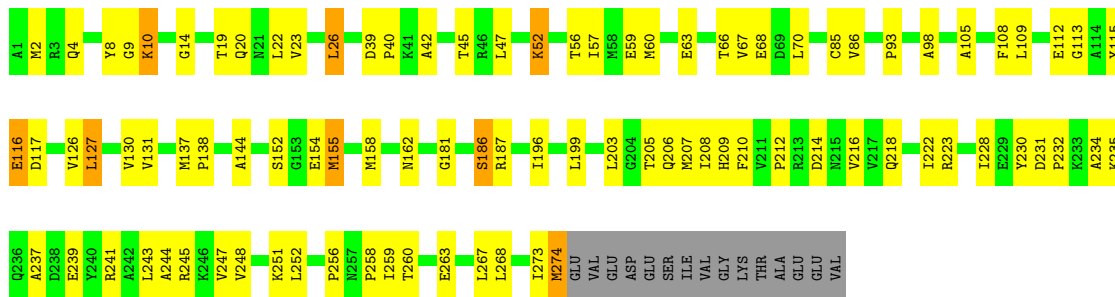 A1 M2 R3 Q4 Y8 G9 K10 G14 T19 Q20 N21 L22 V23 L26 D39 P40 K41 A42 T45 R46 L47 K52 T56 I57 M58 E59 M60 E63 T66 V67 E68 D69 L70 C85 V86 P93 A98 A105 F108 L109 E112 G113 A114 Y115
E116 D117 V126 L127 V130 V131 M137 P138 A144 S152 G153 E154 M155 M158 N162 G181 S186 R187 I196 L199 L203 G204 T205 Q206 M207 I208 H209 F210 V211 P212 R213 D214 N215 V216 V217 Q218 I222 R223 I228 E229 Y230 D231 P232 K233 A234 K235
Q236 A237 D238 E239 Y240 R241 A242 L243 A244 R245 K246 V247 V248 K251 L252 P256 N257 P258 I259 T260 E263 L267 L268 I273 M274 GLU VAL GLU ASP GLU SER ILE VAL GLY LYS THR ALA GLU GLU VAL